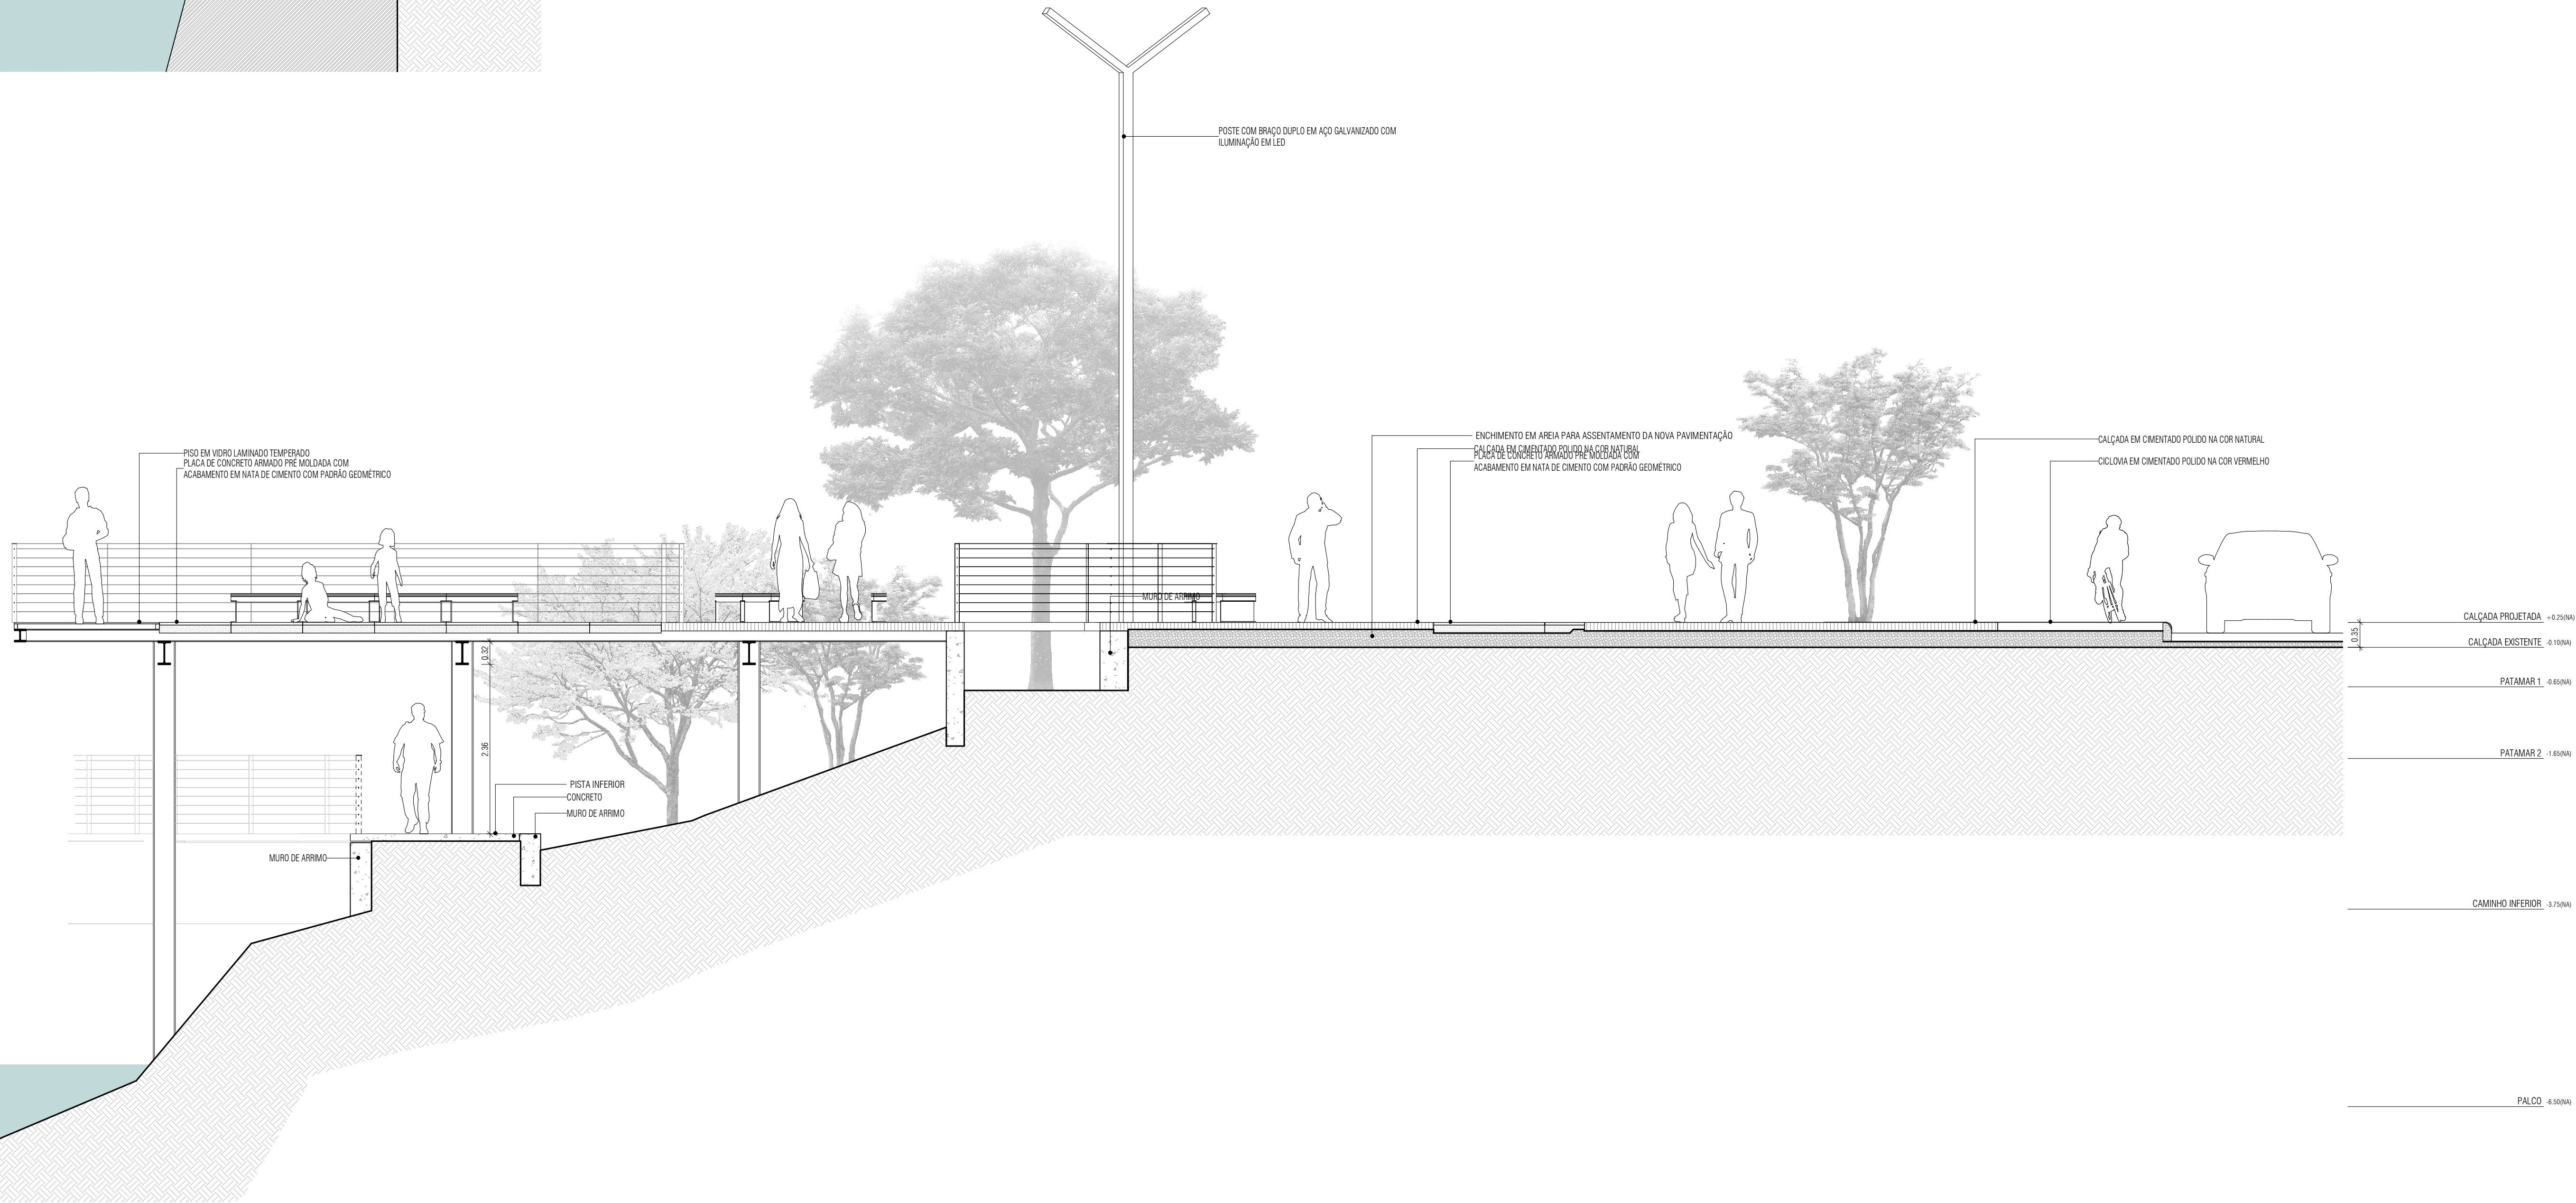 POSTE COM BRAÇO DUPLO EM AÇO GALVANIZADO COM
ILUMINAÇÃO EM LED
PISO EM VIDRO LAMINADO TEMPERADO
PLACA DE CONCRETO ARMADO PRÉ MOLDADA COM
ACABAMENTO EM NATA DE CIMENTO COM PADRÃO GEOMÉTRICO
ENCHIMENTO EM AREIA PARA ASSENTAMENTO DA NOVA PAVIMENTAÇÃO
CALÇADA EM CIMENTADO POLIDO NA COR NATURAL
PLACA DE CONCRETO ARMADO PRÉ MOLDADA COM
ACABAMENTO EM NATA DE CIMENTO COM PADRÃO GEOMÉTRICO
CALÇADA EM CIMENTADO POLIDO NA COR NATURAL
CICLOVIA EM CIMENTADO POLIDO NA COR VERMELHO
MURO DE ARRIMO
0.32
2.36
PISTA INFERIOR
CONCRETO
MURO DE ARRIMO
MURO DE ARRIMO
0.35
CALÇADA PROJETADA +0.25(NA)
CALÇADA EXISTENTE -0.10(NA)
PATAMAR 1 -0.65(NA)
PATAMAR 2 -1.65(NA)
CAMINHO INFERIOR -3.75(NA)
PALCO -6.50(NA)